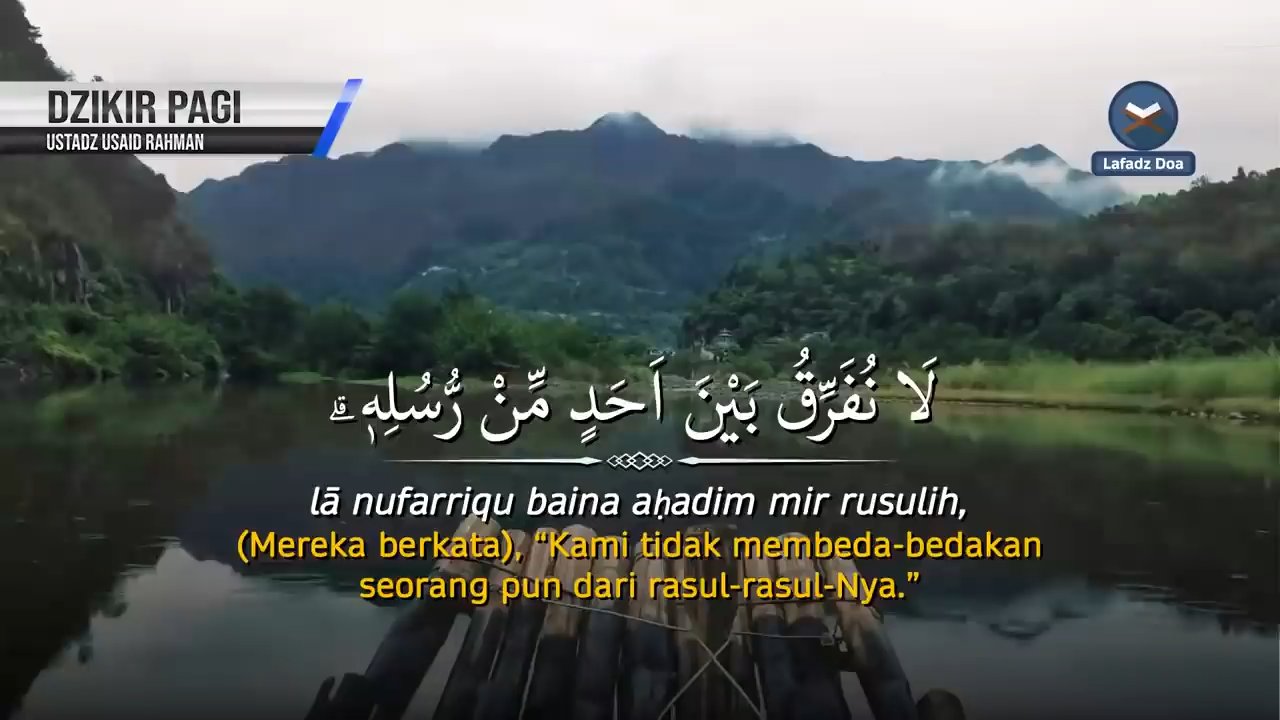 DZIKIR PAGI
USTADZ USAID RAHMAN
Lafadz Doa
لَا نُفَرِّقُ بَيْنَ اَحَدٍ مِّنْ رُّسُلِهٖۗ
lā nufarriqu baina aḥadim mir rusulih,
(Mereka berkata), “Kami tidak membeda-bedakan
seorang pun dari rasul-rasul-Nya.”